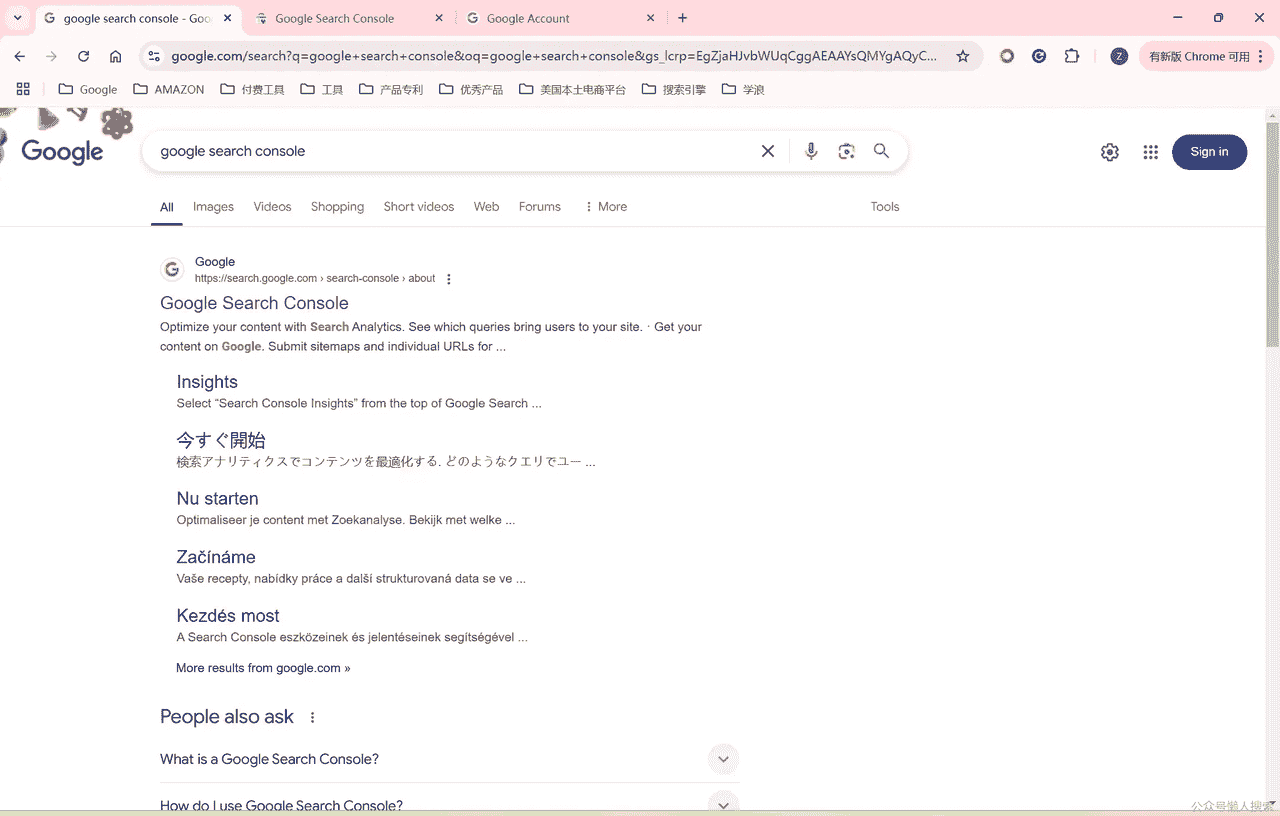 google search console - Goo
Google Search Console
Google Account
google.com/search?q=google+search+console&oq=google+search+console&gs_lcrp=EgZjaHJvbWUqCggAEAAYsQMYgAQyC...
Z
有新版 Chrome 可用
Google
AMAZON
付费工具
工具
产品专利
优秀产品
美国本土电商平台
搜索引擎
学浪
Google
google search console
Sign in
All
Images
Videos
Shopping
Short videos
Web
Forums
More
Tools
Google
https://search.google.com › search-console › about
Google Search Console
Optimize your content with Search Analytics. See which queries bring users to your site. · Get your
content on Google. Submit sitemaps and individual URLs for ...
Insights
Select “Search Console Insights” from the top of Google Search ...
今すぐ開始
検索アナリティクスでコンテンツを最適化する. どのようなクエリでユー ...
Nu starten
Optimaliseer je content met Zoekanalyse. Bekijk met welke ...
Začínáme
Vaše recepty, nabídky práce a další strukturovaná data se ve ...
Kezdés most
A Search Console eszközeinek és jelentéseinek segítségével ...
More results from google.com »
People also ask
What is a Google Search Console?
How do I use Google Search Console?
公众号懒人搜索